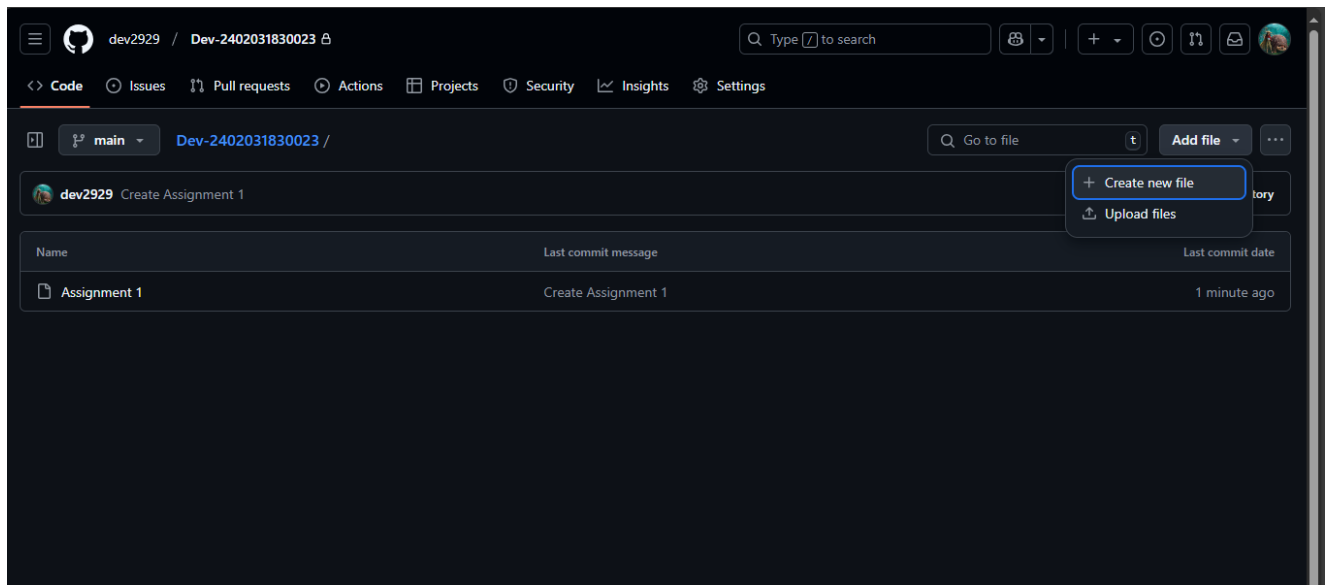 dev2929 / Dev-2402031830023
Type / to search
Code Issues Pull requests Actions Projects Security Insights Settings
main Dev-2402031830023 /
Go to file t Add file ...
Create new file
dev2929 Create Assignment 1 tory
Upload files
Name Last commit message Last commit date
Assignment 1 Create Assignment 1 1 minute ago